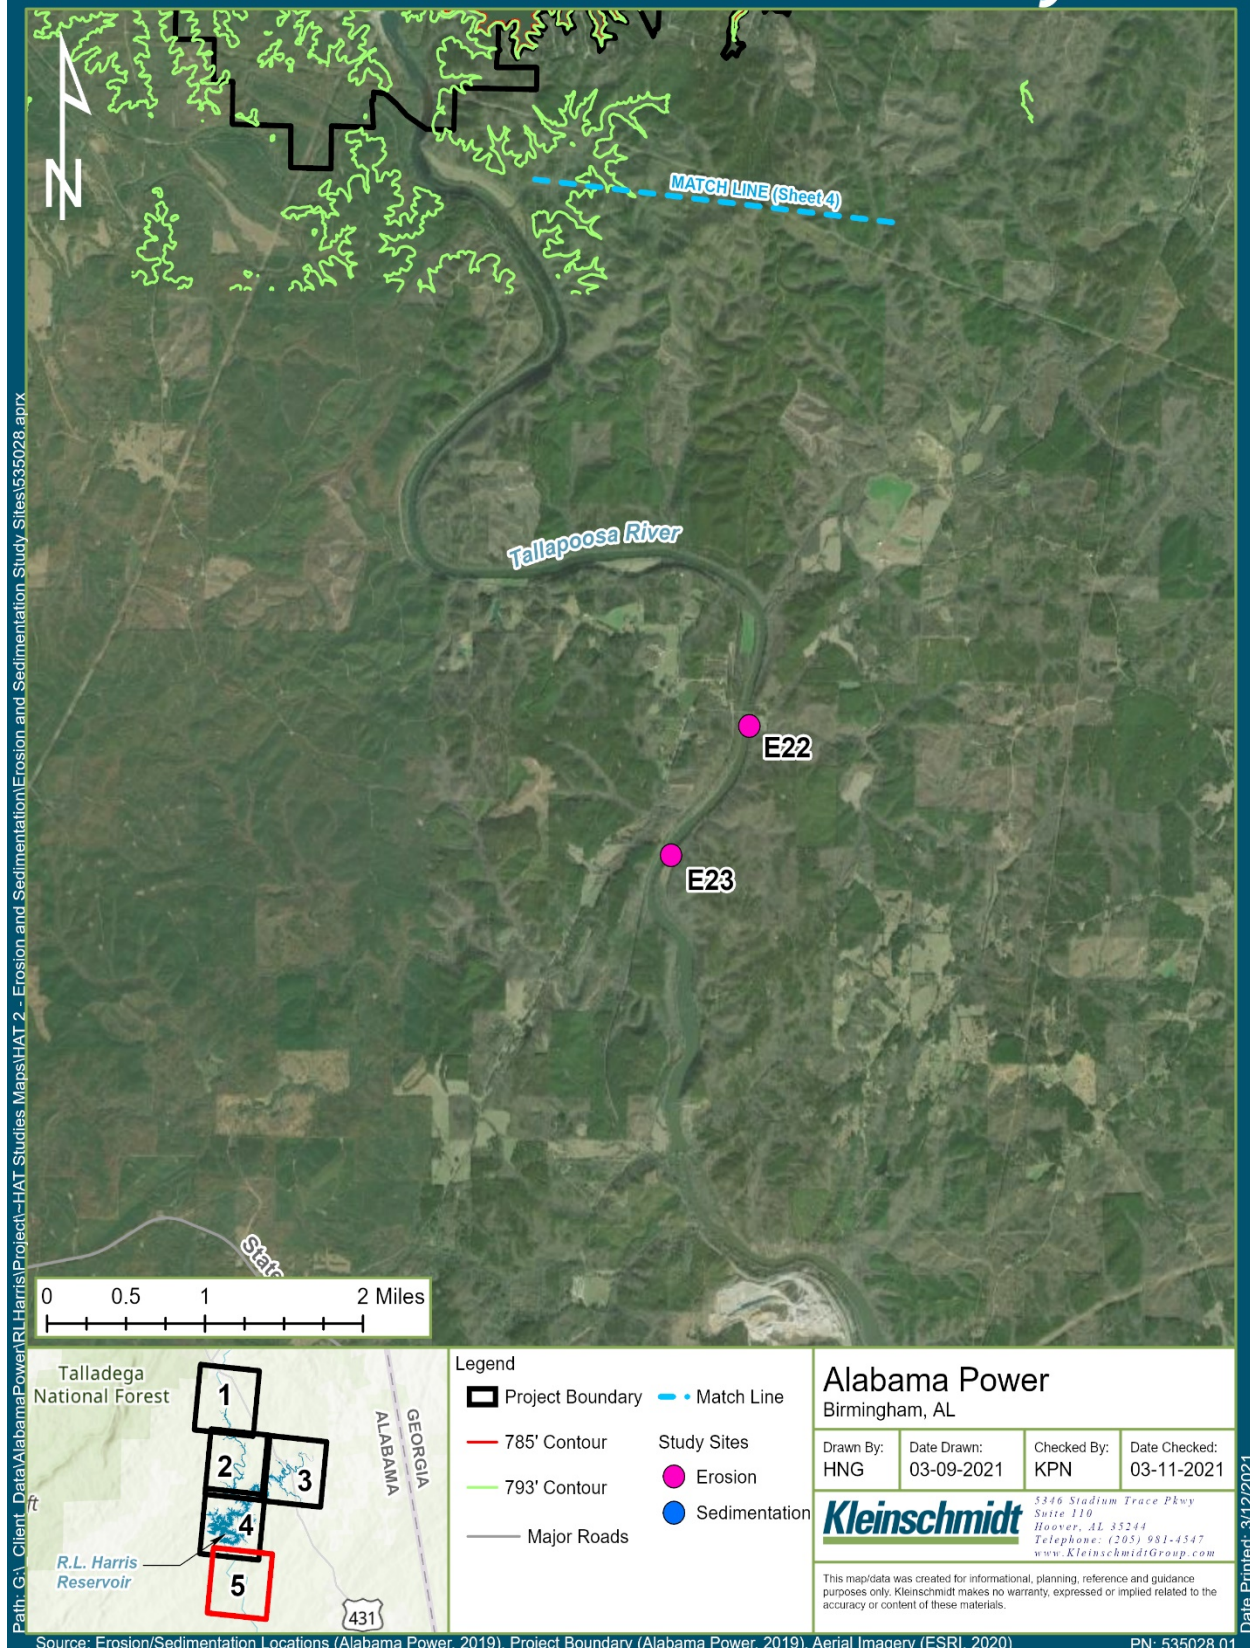 N
MATCH LINE (Sheet 4)
Tallapoosa River
E22
E23
State
0 0.5 1 2 Miles
Talladega
National Forest
1
2
3
4
5
ALABAMA
GEORGIA
R.L. Harris
Reservoir
431
Legend
Project Boundary
Match Line
785' Contour
Study Sites
793' Contour
Erosion
Sedimentation
Major Roads
Alabama Power
Birmingham, AL
Drawn By:
HNG
Date Drawn:
03-09-2021
Checked By:
KPN
Date Checked:
03-11-2021
Kleinschmidt
5346 Stadium Trace Pkwy
Suite 110
Hoover, AL 35244
Telephone: (205) 981-4547
www.KleinschmidtGroup.com
This map/data was created for informational, planning, reference and guidance
purposes only. Kleinschmidt makes no warranty, expressed or implied related to the
accuracy or content of these materials.
Path: G:\_Client_Data\AlabamaPower\RLHarris\Project\~HAT Studies Maps\HAT 2 - Erosion and Sedimentation\Erosion and Sedimentation Study Sites\535028.aprx
Date Printed: 3/12/2021
Source: Erosion/Sedimentation Locations (Alabama Power, 2019), Project Boundary (Alabama Power, 2019), Aerial Imagery (ESRI, 2020)
PN: 535028.01